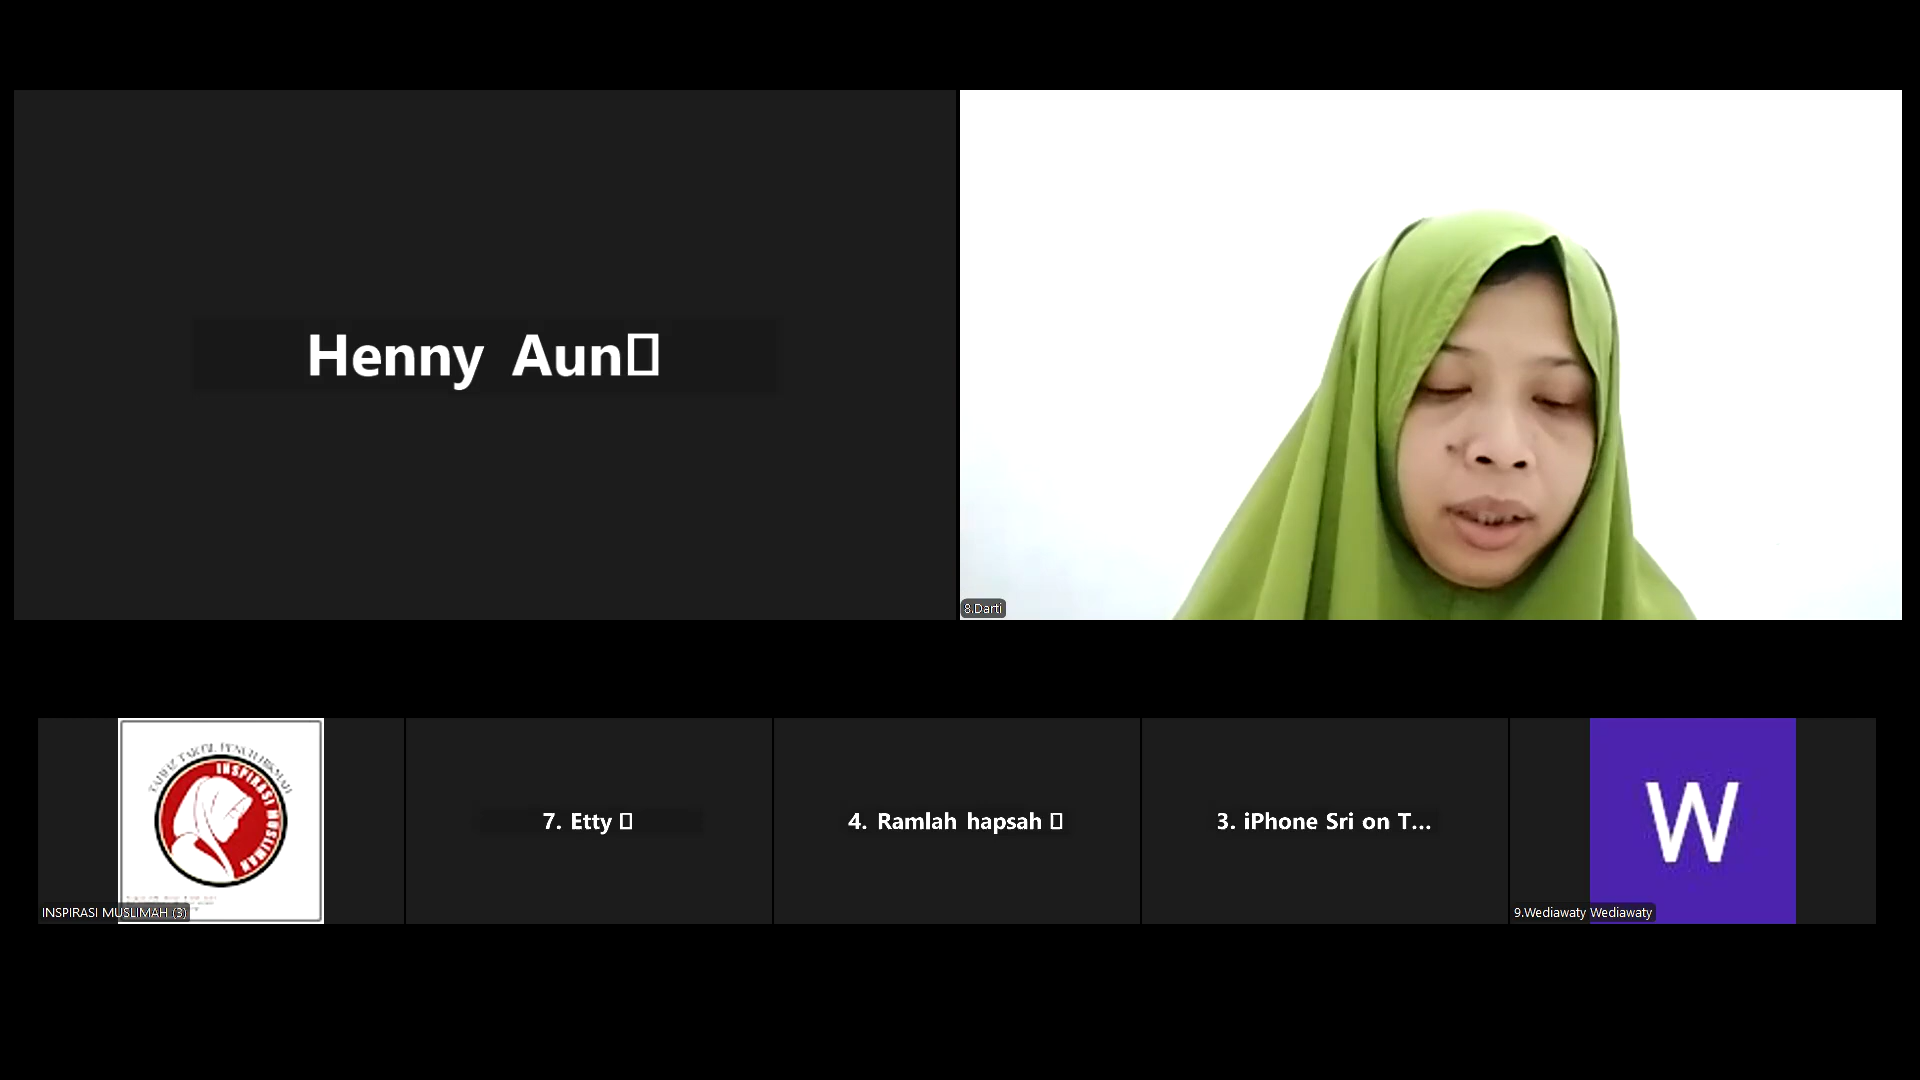 Henny Aun▯
8.Darti
INSPIRASI MUSLIMAH
INSPIRASI MUSLIMAH (3)
7. Etty ▯
4. Ramlah hapsah ▯
3. iPhone Sri on T...
W
9.Wediawaty Wediawaty